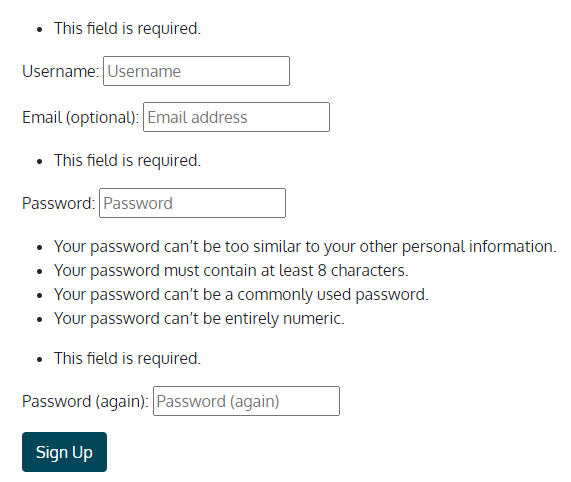 • This field is required.
Username: Username
Email (optional): Email address
• This field is required.
Password: Password
• Your password can't be too similar to your other personal information.
• Your password must contain at least 8 characters.
• Your password can't be a commonly used password.
• Your password can't be entirely numeric.
• This field is required.
Password (again): Password (again)
Sign Up